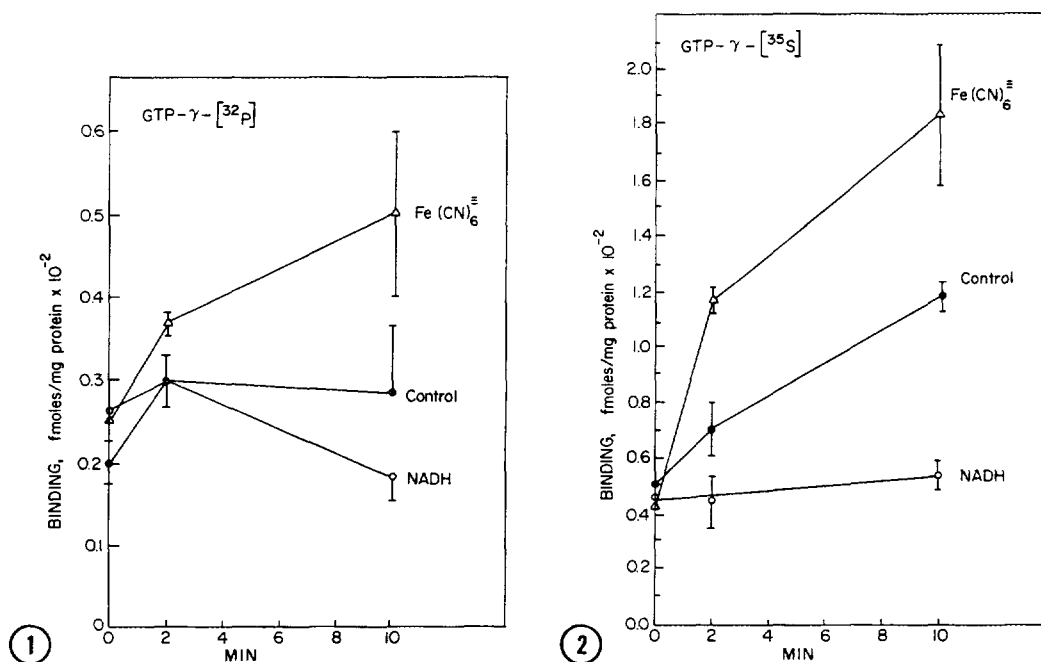 GTP-γ-[³²P]
0.6
0.5
0.4
0.3
0.2
0.1
0
BINDING, fmoles/mg protein x 10⁻²
Fe(CN)₆≡
Control
NADH
0 2 4 6 8 10
MIN
1
GTP-γ-[³⁵S]
2.0
1.8
1.6
1.4
1.2
1.0
0.8
0.6
0.4
0.2
0.0
BINDING, fmoles/mg protein x 10⁻²
Fe(CN)₆≡
Control
NADH
0 2 4 6 8 10
MIN
2